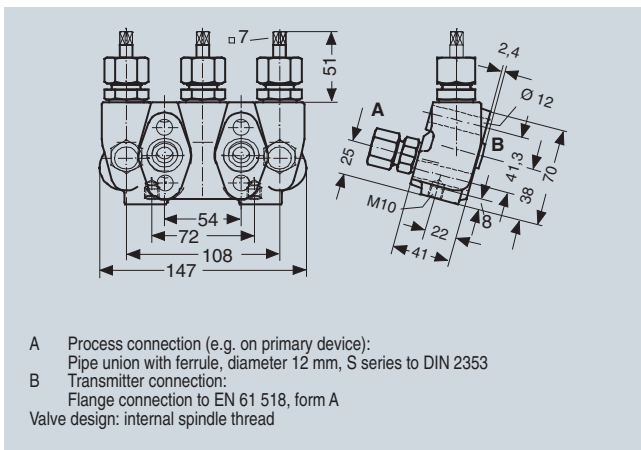 □7
51
2,4
Ø 12
A
B
25
41,3
38
70
M10
8
22
41
54
72
108
147
A Process connection (e.g. on primary device):
Pipe union with ferrule, diameter 12 mm, S series to DIN 2353
B Transmitter connection:
Flange connection to EN 61 518, form A
Valve design: internal spindle thread